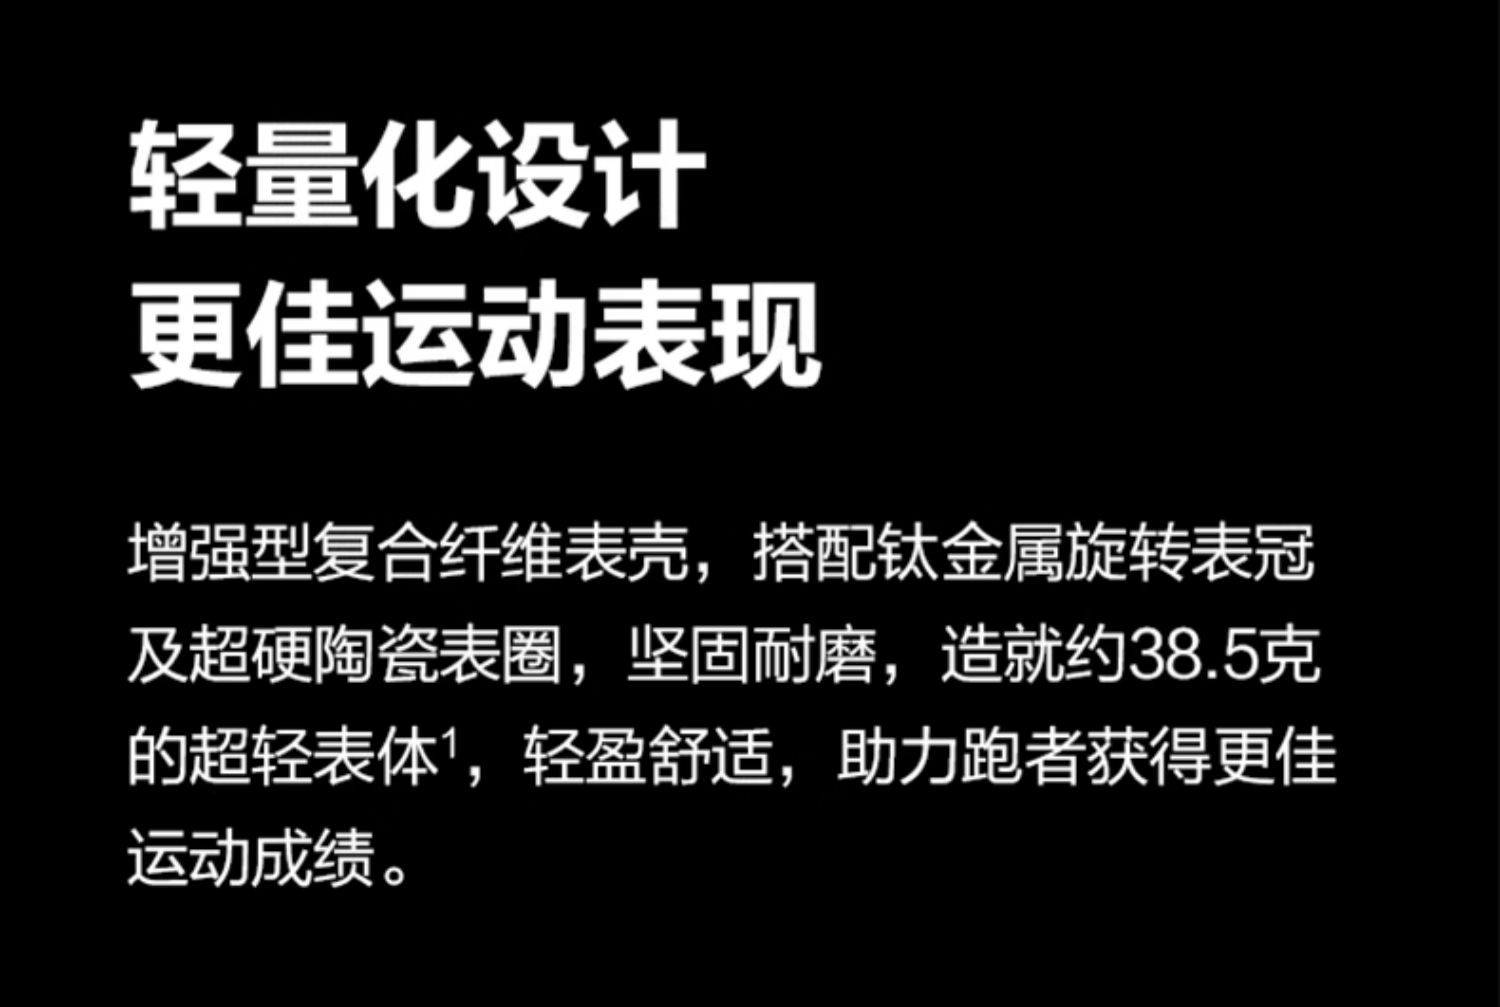 轻量化设计
更佳运动表现
增强型复合纤维表壳，搭配钛金属旋转表冠
及超硬陶瓷表圈，坚固耐磨，造就约38.5克
的超轻表体¹，轻盈舒适，助力跑者获得更佳
运动成绩。